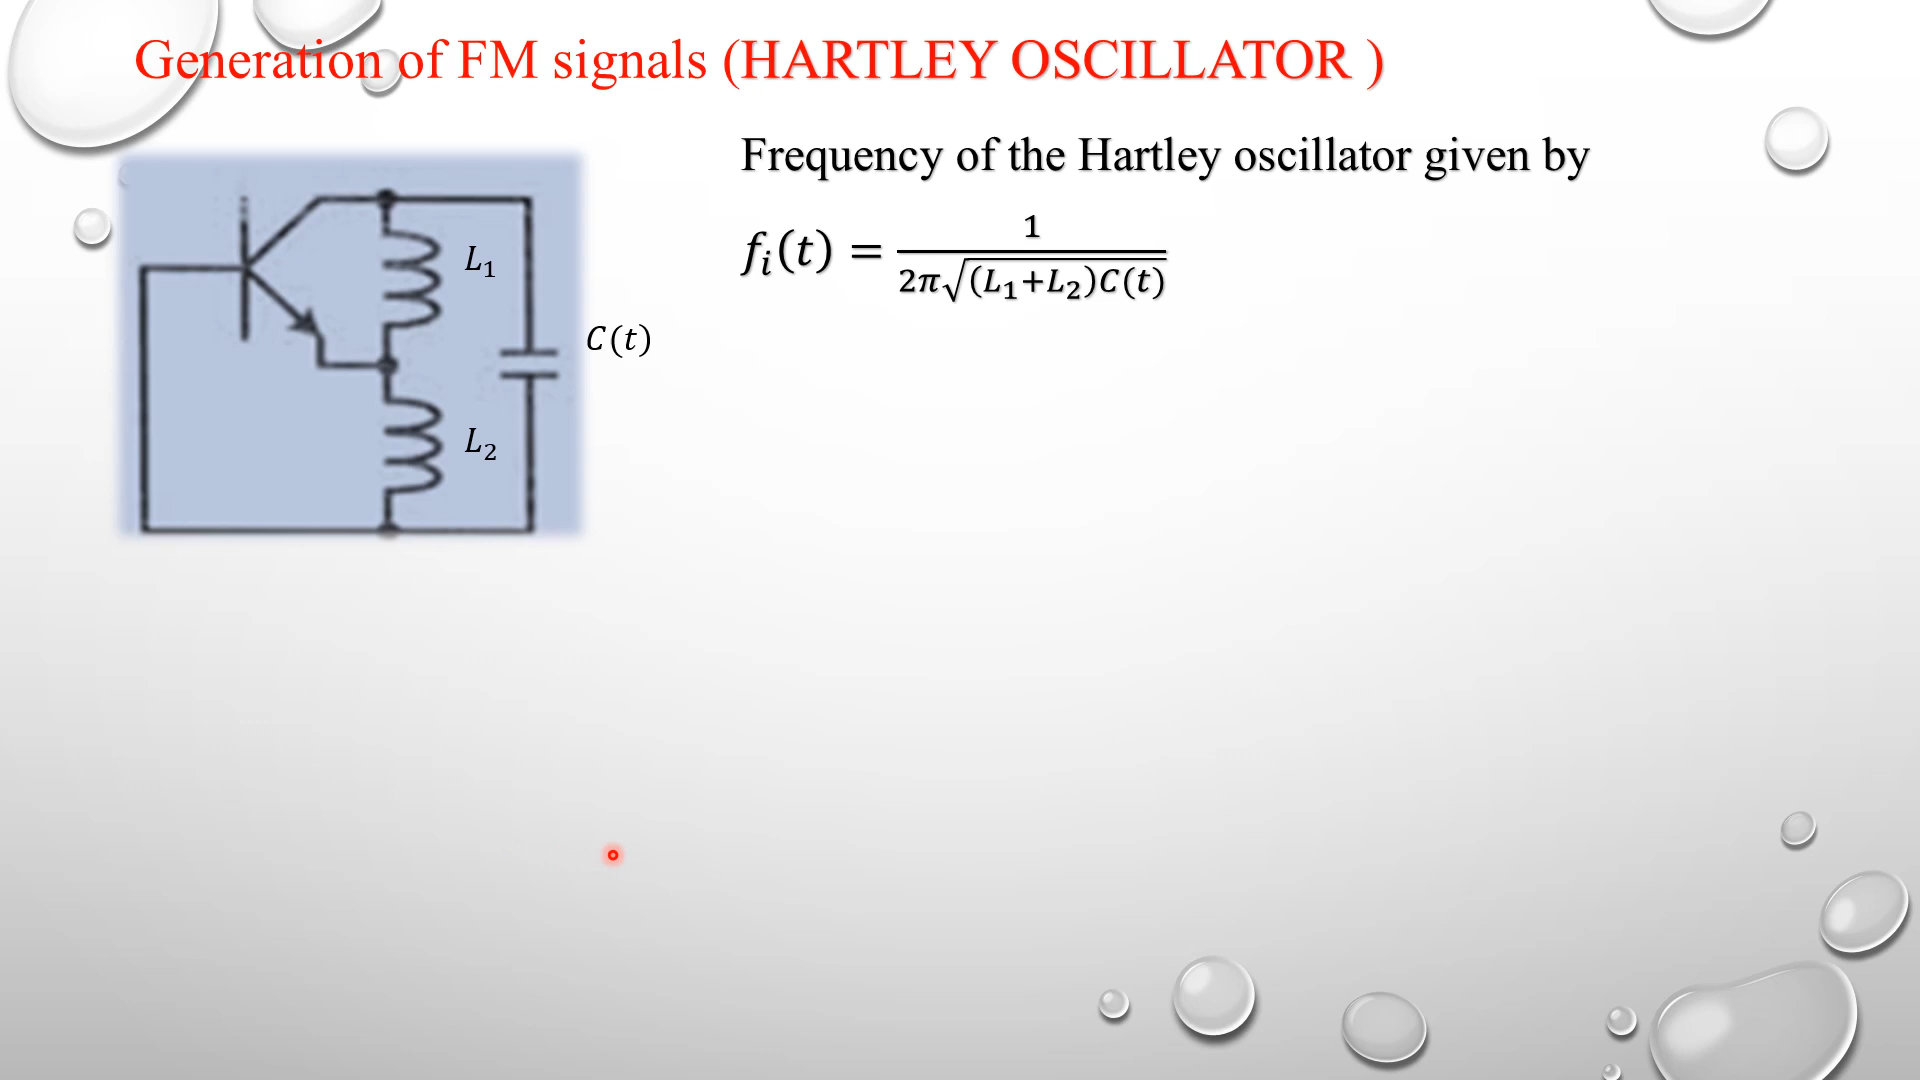 Generation of FM signals (HARTLEY OSCILLATOR )
Frequency of the Hartley oscillator given by
𝑓ᵢ(𝑡) = 1 / 2𝜋√(𝐿₁+𝐿₂)𝐶(𝑡)
𝐿₁
𝐶(𝑡)
𝐿₂